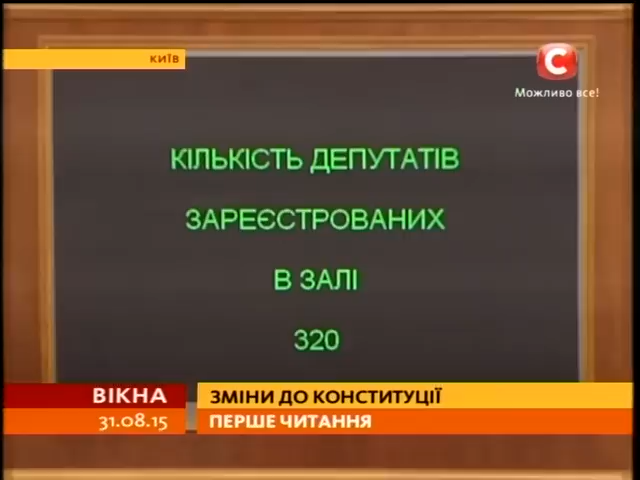 КИЇВ
С
Можливо все!
КІЛЬКІСТЬ ДЕПУТАТІВ
ЗАРЕЄСТРОВАНИХ
В ЗАЛІ
320
ВІКНА
ЗМІНИ ДО КОНСТИТУЦІЇ
31.08.15
ПЕРШЕ ЧИТАННЯ